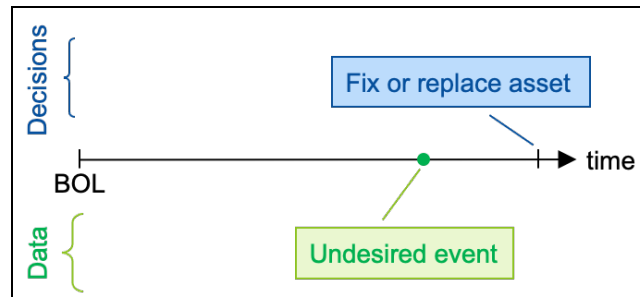 Decisions
Fix or replace asset
time
BOL
Data
Undesired event